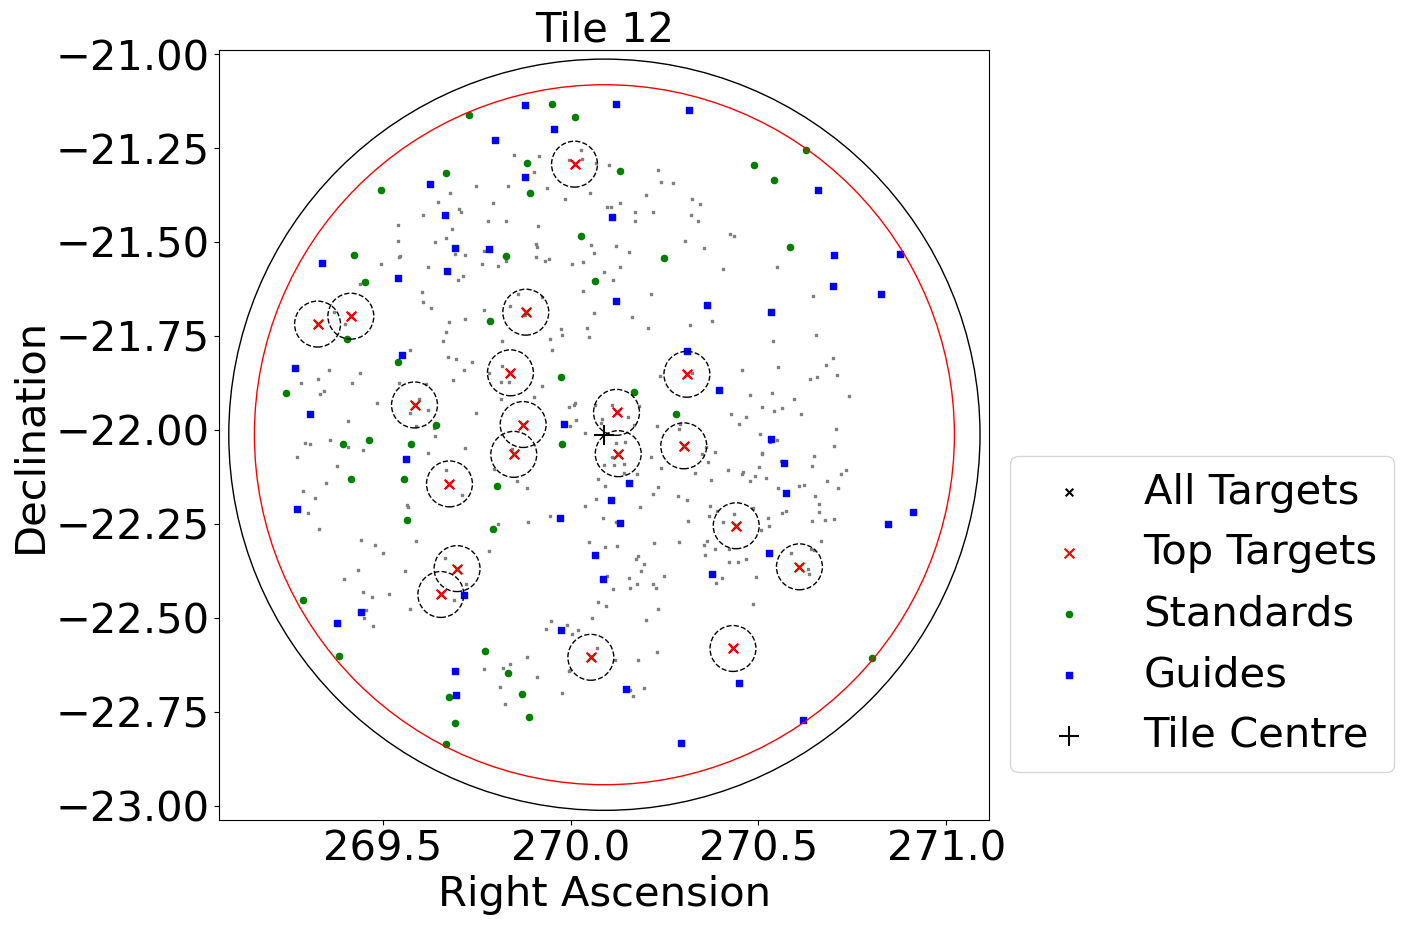 Tile 12
−21.00
−21.25
−21.50
−21.75
−22.00
−22.25
−22.50
−22.75
−23.00
Declination
269.5 270.0 270.5 271.0
Right Ascension
All Targets
Top Targets
Standards
Guides
Tile Centre